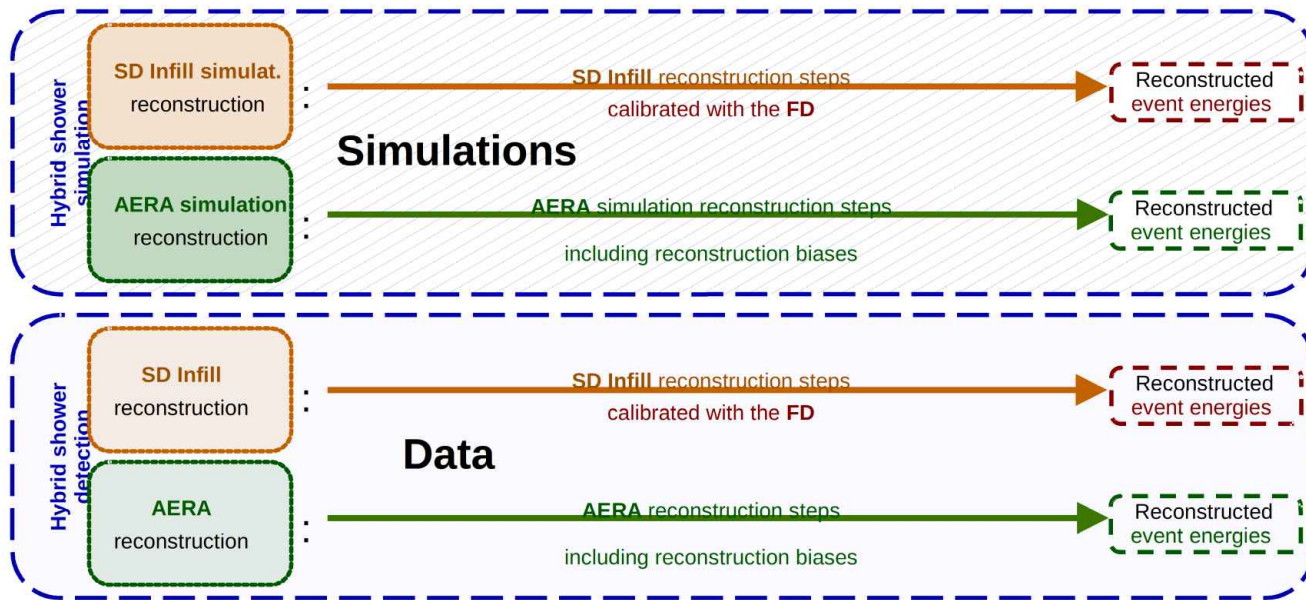 Hybrid shower
simulation
SD Infill simulat.
reconstruction
:
SD Infill reconstruction steps
calibrated with the FD
Reconstructed
event energies
Simulations
AERA simulation
reconstruction
:
AERA simulation reconstruction steps
including reconstruction biases
Reconstructed
event energies
Hybrid shower
detection
SD Infill
reconstruction
:
SD Infill reconstruction steps
calibrated with the FD
Reconstructed
event energies
Data
AERA
reconstruction
:
AERA reconstruction steps
including reconstruction biases
Reconstructed
event energies